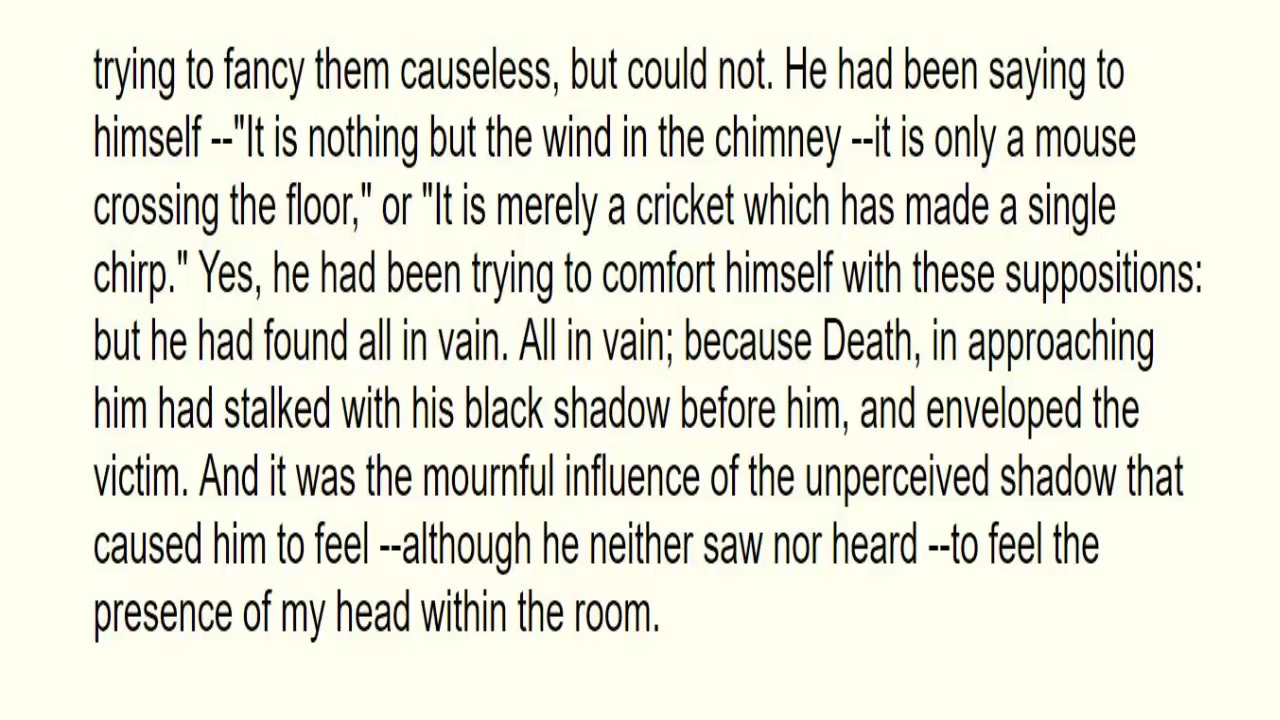 trying to fancy them causeless, but could not. He had been saying to
himself --"It is nothing but the wind in the chimney --it is only a mouse
crossing the floor," or "It is merely a cricket which has made a single
chirp." Yes, he had been trying to comfort himself with these suppositions:
but he had found all in vain. All in vain; because Death, in approaching
him had stalked with his black shadow before him, and enveloped the
victim. And it was the mournful influence of the unperceived shadow that
caused him to feel --although he neither saw nor heard --to feel the
presence of my head within the room.